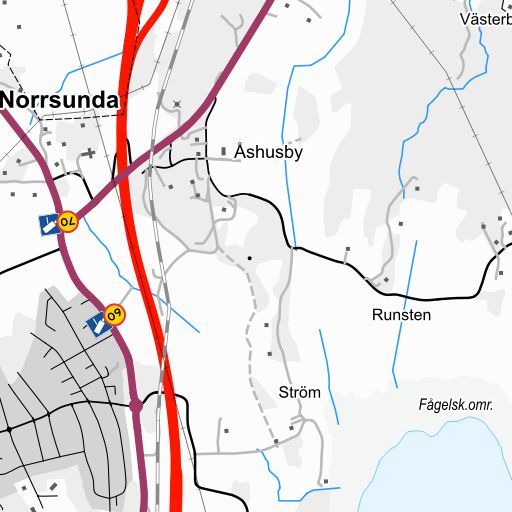 Västerb
Norrsunda
Åshusby
70
60
Runsten
Ström
Fågelsk.omr.